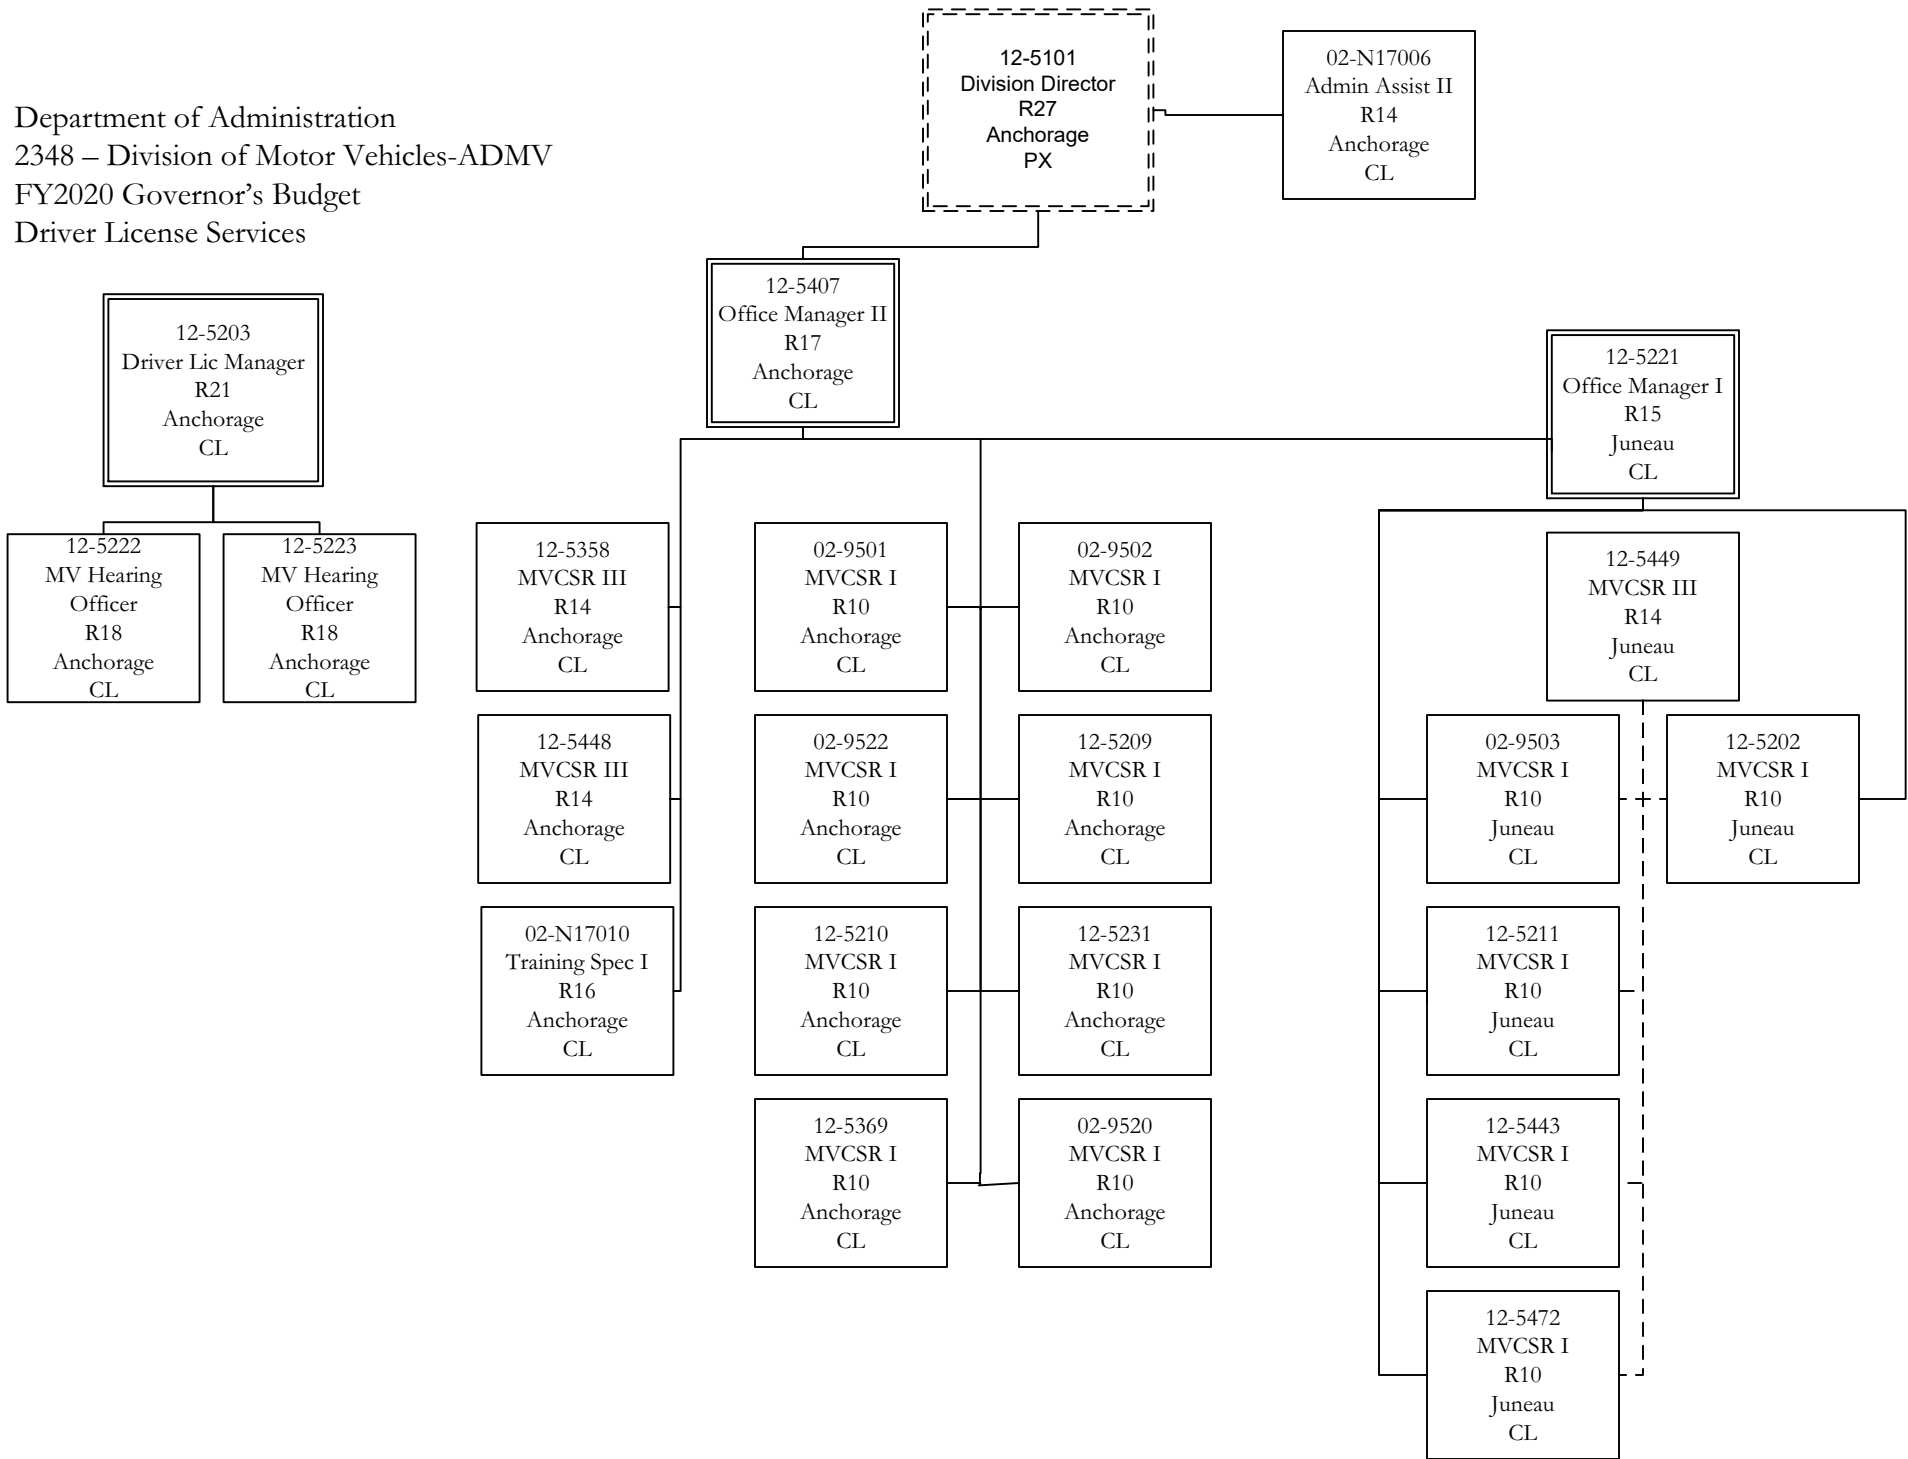 12-5101
Division Director
R27
Anchorage
PX
02-N17006
Admin Assist II
R14
Anchorage
CL
Department of Administration
2348 – Division of Motor Vehicles-ADMV
FY2020 Governor’s Budget
Driver License Services
12-5203
Driver Lic Manager
R21
Anchorage
CL
12-5407
Office Manager II
R17
Anchorage
CL
12-5221
Office Manager I
R15
Juneau
CL
12-5222
MV Hearing
Officer
R18
Anchorage
CL
12-5223
MV Hearing
Officer
R18
Anchorage
CL
12-5358
MVCSR III
R14
Anchorage
CL
02-9501
MVCSR I
R10
Anchorage
CL
02-9502
MVCSR I
R10
Anchorage
CL
12-5449
MVCSR III
R14
Juneau
CL
12-5448
MVCSR III
R14
Anchorage
CL
02-9522
MVCSR I
R10
Anchorage
CL
12-5209
MVCSR I
R10
Anchorage
CL
02-9503
MVCSR I
R10
Juneau
CL
12-5202
MVCSR I
R10
Juneau
CL
02-N17010
Training Spec I
R16
Anchorage
CL
12-5210
MVCSR I
R10
Anchorage
CL
12-5231
MVCSR I
R10
Anchorage
CL
12-5211
MVCSR I
R10
Juneau
CL
12-5369
MVCSR I
R10
Anchorage
CL
02-9520
MVCSR I
R10
Anchorage
CL
12-5443
MVCSR I
R10
Juneau
CL
12-5472
MVCSR I
R10
Juneau
CL